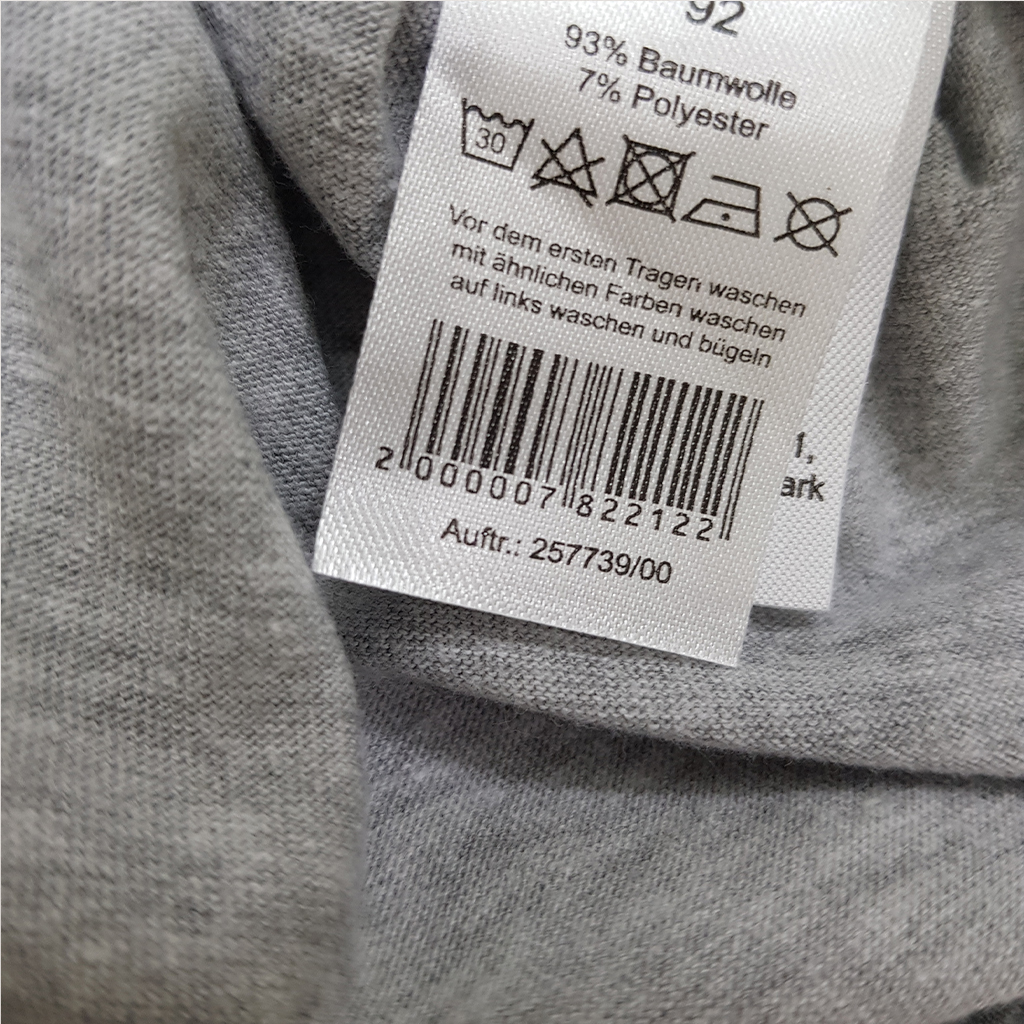 92
93% Baumwolle
7% Polyester
30
Vor dem ersten Tragen waschen
mit ähnlichen Farben waschen
auf links waschen und bügeln
2 000007 822122
Auftr.: 257739/00